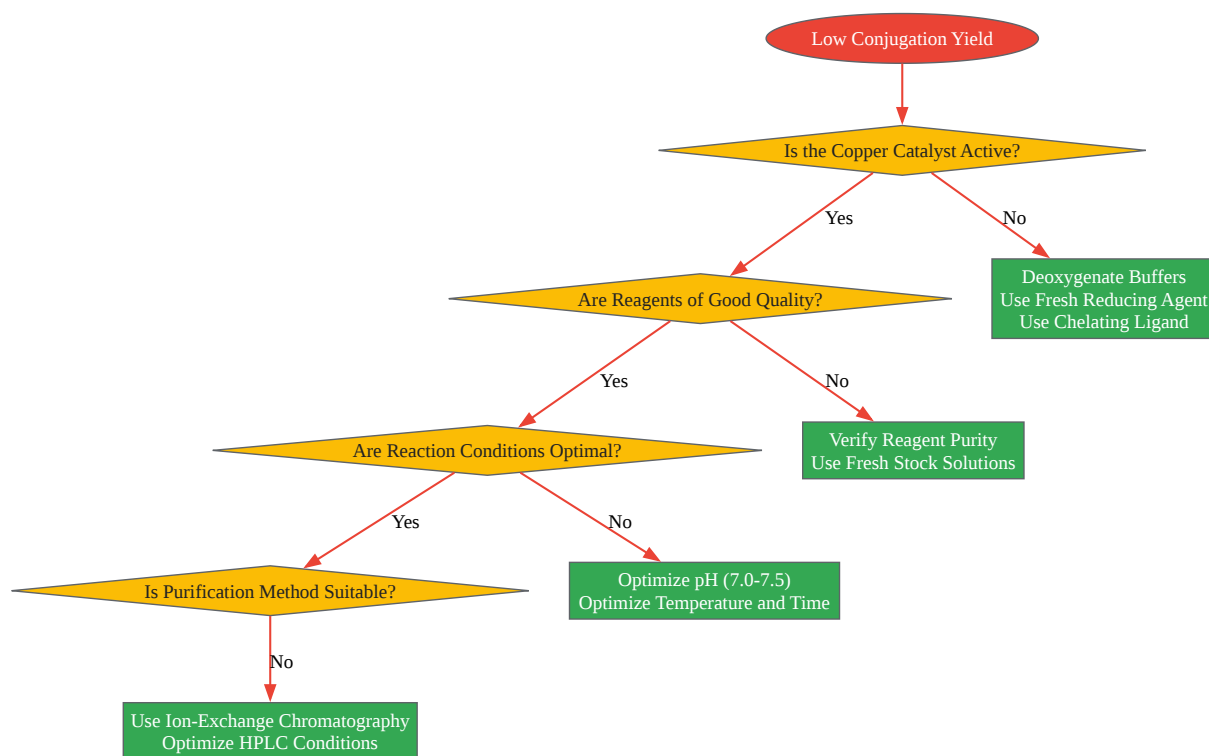 Low Conjugation Yield
Is the Copper Catalyst Active?
Yes
No
Are Reagents of Good Quality?
Deoxygenate Buffers
Use Fresh Reducing Agent
Use Chelating Ligand
Yes
No
Are Reaction Conditions Optimal?
Verify Reagent Purity
Use Fresh Stock Solutions
Yes
No
Is Purification Method Suitable?
Optimize pH (7.0-7.5)
Optimize Temperature and Time
No
Use Ion-Exchange Chromatography
Optimize HPLC Conditions